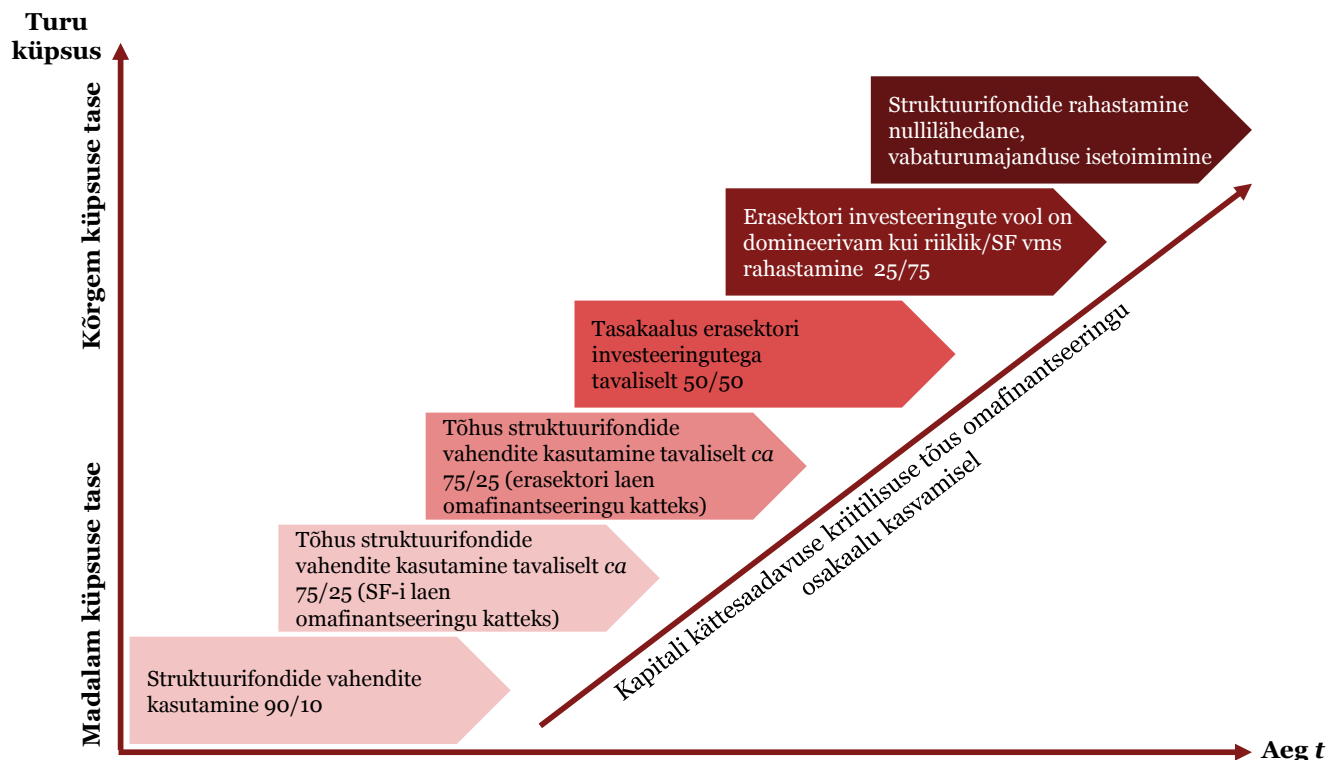 Turu
küpsus
Kõrgem küpsuse tase
Madalam küpsuse tase
Struktuurifondide rahastamine
nullilähedane,
vabaturumajanduse isetoimimine
Erasektori investeeringute vool on
domineerivam kui riiklik/SF vms
rahastamine 25/75
Tasakaalus erasektori
investeeringutega
tavaliselt 50/50
Tõhus struktuurifondide
vahendite kasutamine tavaliselt ca
75/25 (erasektori laen
omafinantseeringu katteks)
Tõhus struktuurifondide
vahendite kasutamine tavaliselt ca
75/25 (SF-i laen
omafinantseeringu katteks)
Struktuurifondide vahendite
kasutamine 90/10
Kapitali kättesaadavuse kriitilisuse tõus omafinantseeringu
osakaalu kasvamisel
Aeg t